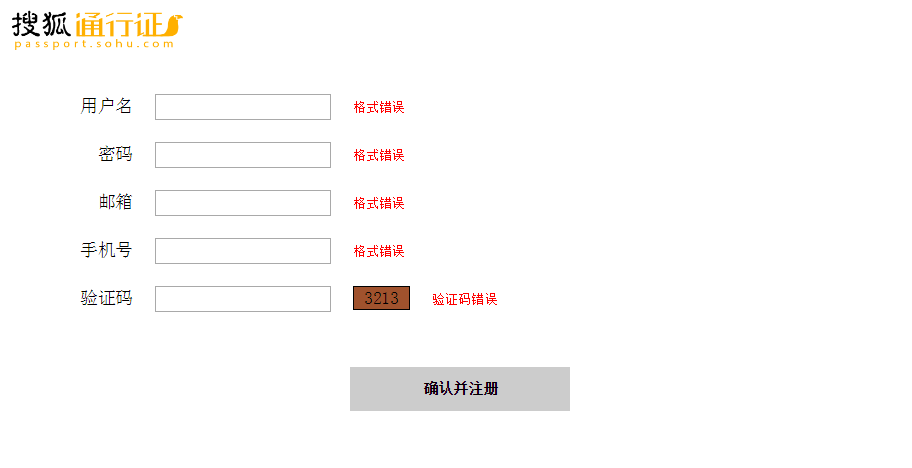 搜狐通行证
passport.sohu.com
用户名 格式错误
密码 格式错误
邮箱 格式错误
手机号 格式错误
验证码 3213 验证码错误
确认并注册